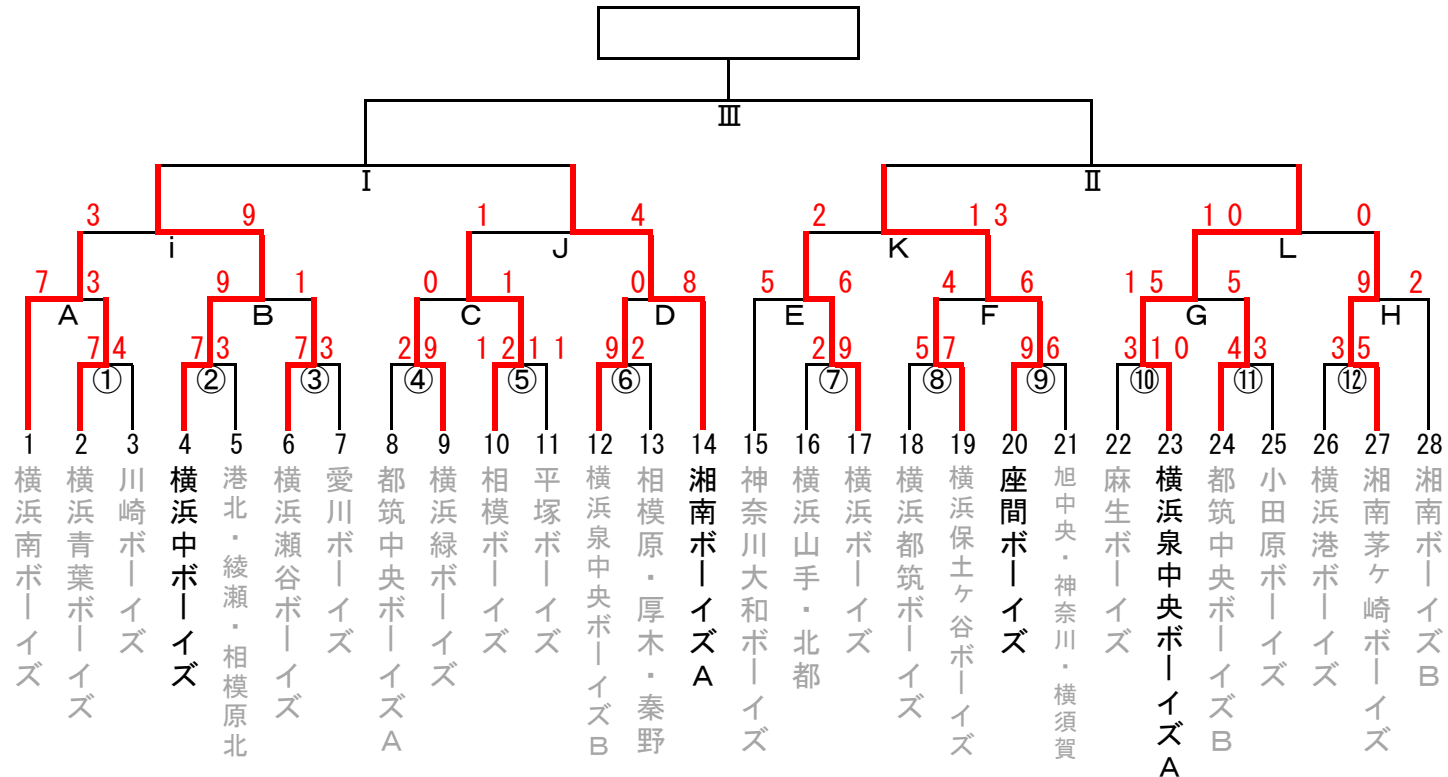 Ⅲ
Ⅰ Ⅱ
3 9 1 4 2 13 10 0
i J K L
7 3 9 1 0 1 0 8 5 6 4 6 15 5 9 2
A B C D E F G H
7 4 7 3 7 3 2 9 12 11 9 2 2 9 5 7 9 6 3 10 4 3 3 5
① ② ③ ④ ⑤ ⑥ ⑦ ⑧ ⑨ ⑩ ⑪ ⑫
1 2 3 4 5 6 7 8 9 10 11 12 13 14 15 16 17 18 19 20 21 22 23 24 25 26 27 28
横浜南ボーイズ
横浜青葉ボーイズ
川崎ボーイズ
横浜中ボーイズ
港北・綾瀬・相模原北
横浜瀬谷ボーイズ
愛川ボーイズ
都筑中央ボーイズA
横浜緑ボーイズ
相模ボーイズ
平塚ボーイズ
横浜泉中央ボーイズB
相模原・厚木・秦野
湘南ボーイズA
神奈川大和ボーイズ
横浜山手・北都
横浜ボーイズ
横浜都筑ボーイズ
横浜保土ヶ谷ボーイズ
座間ボーイズ
旭中央・神奈川・横須賀
麻生ボーイズ
横浜泉中央ボーイズA
都筑中央ボーイズB
小田原ボーイズ
横浜港ボーイズ
湘南茅ヶ崎ボーイズ
湘南ボーイズB